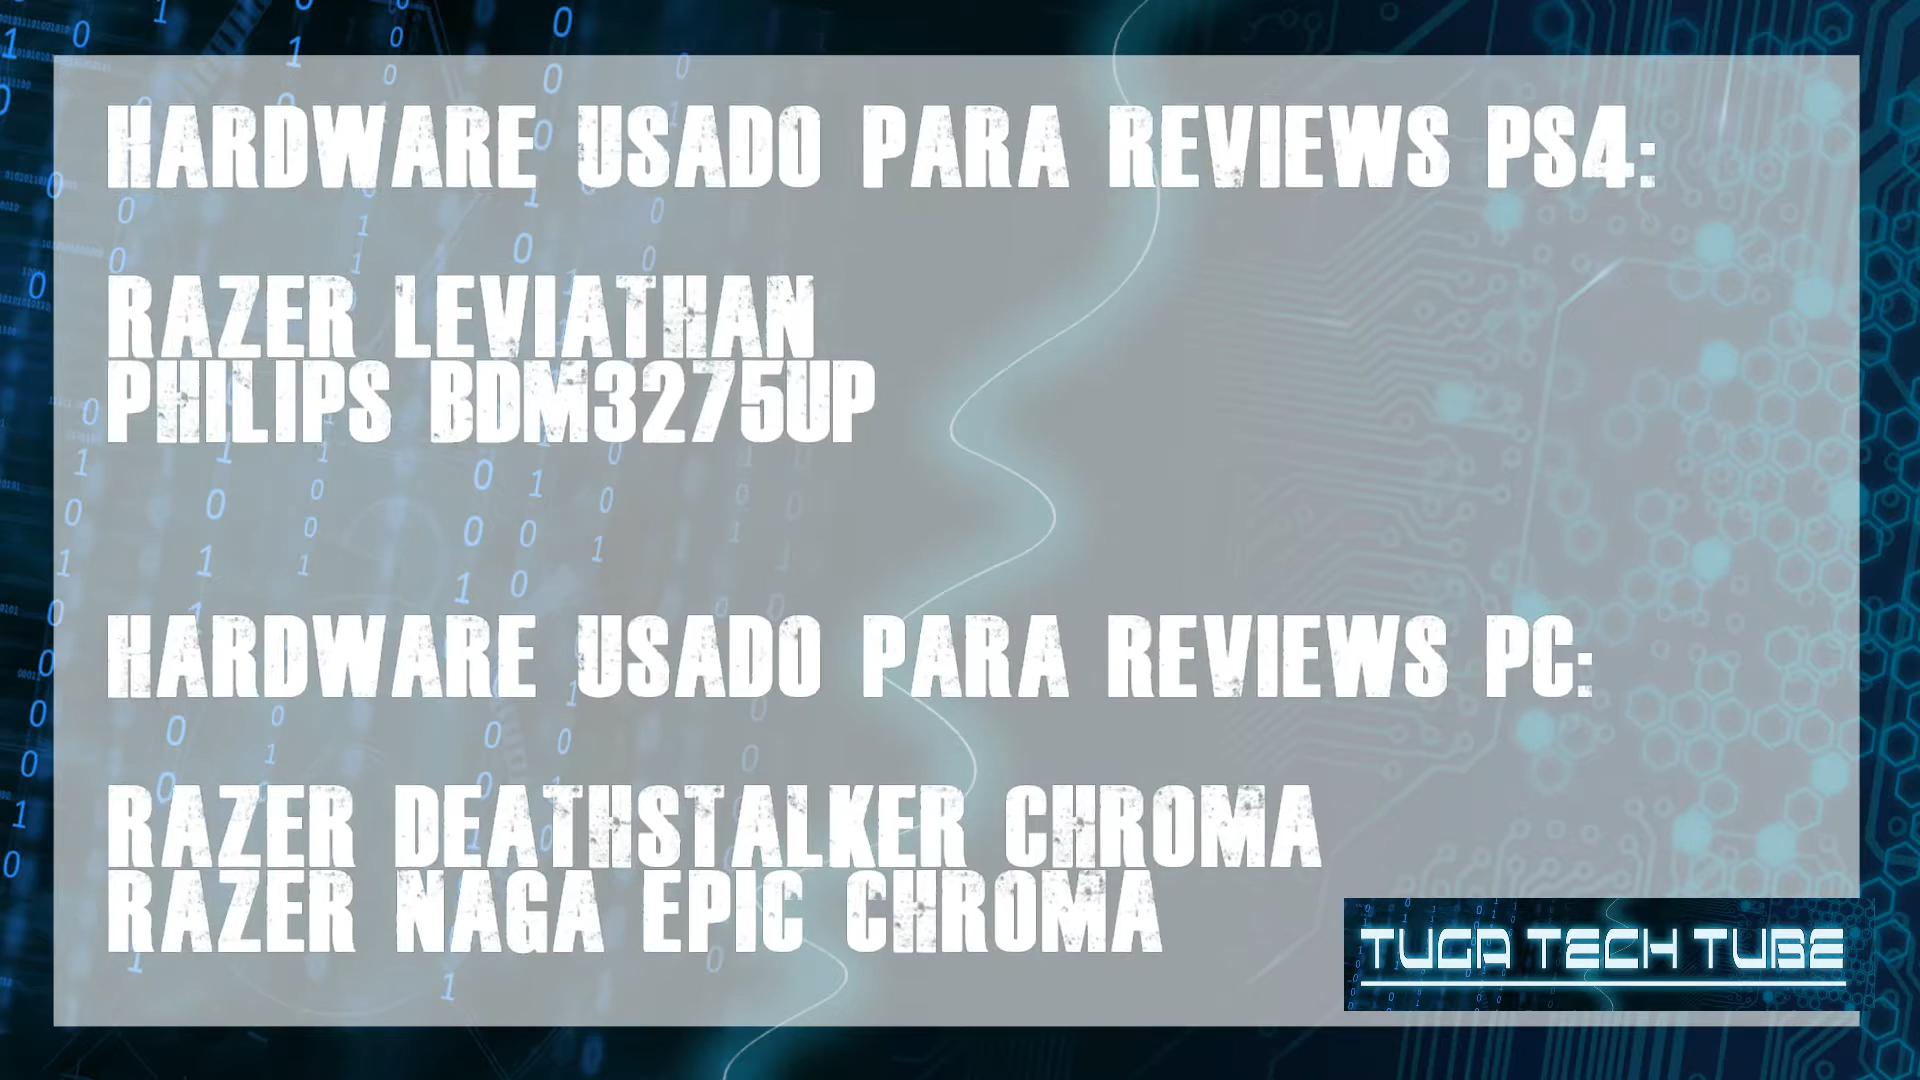 HARDWARE USADO PARA REVIEWS PS4:
RAZER LEVIATHAN
PHILIPS BDM3275UP
HARDWARE USADO PARA REVIEWS PC:
RAZER DEATHSTALKER CHROMA
RAZER NAGA EPIC CHROMA
TUGA TECH TUBE